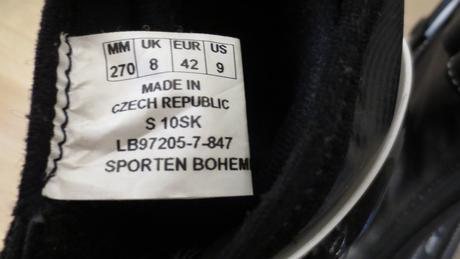 MM UK EUR US
270 8 42 9
MADE IN
CZECH REPUBLIC
S 10SK
LB97205-7-847
SPORTEN BOHEM